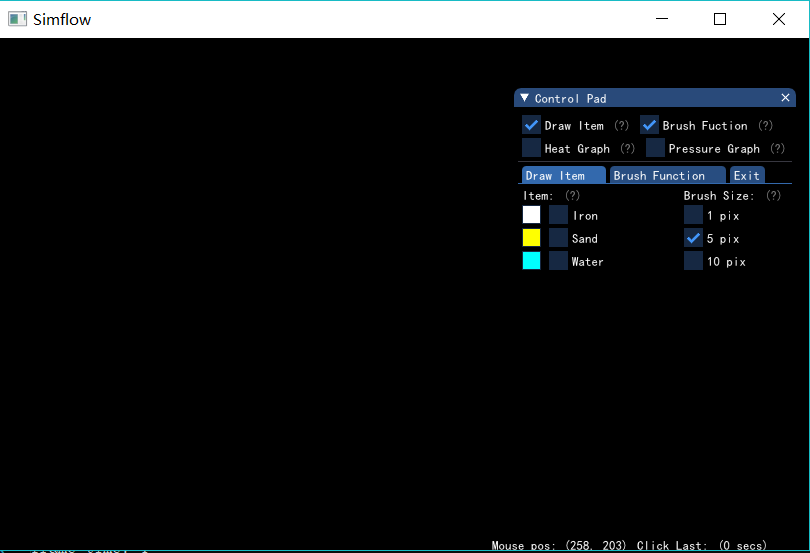 Simflow
Control Pad
Draw Item (?) Brush Fuction (?)
Heat Graph (?) Pressure Graph (?)
Draw Item Brush Function Exit
Item: (?) Brush Size: (?)
Iron 1 pix
Sand 5 pix
Water 10 pix
Mouse pos: (258, 203) Click Last: (0 secs)